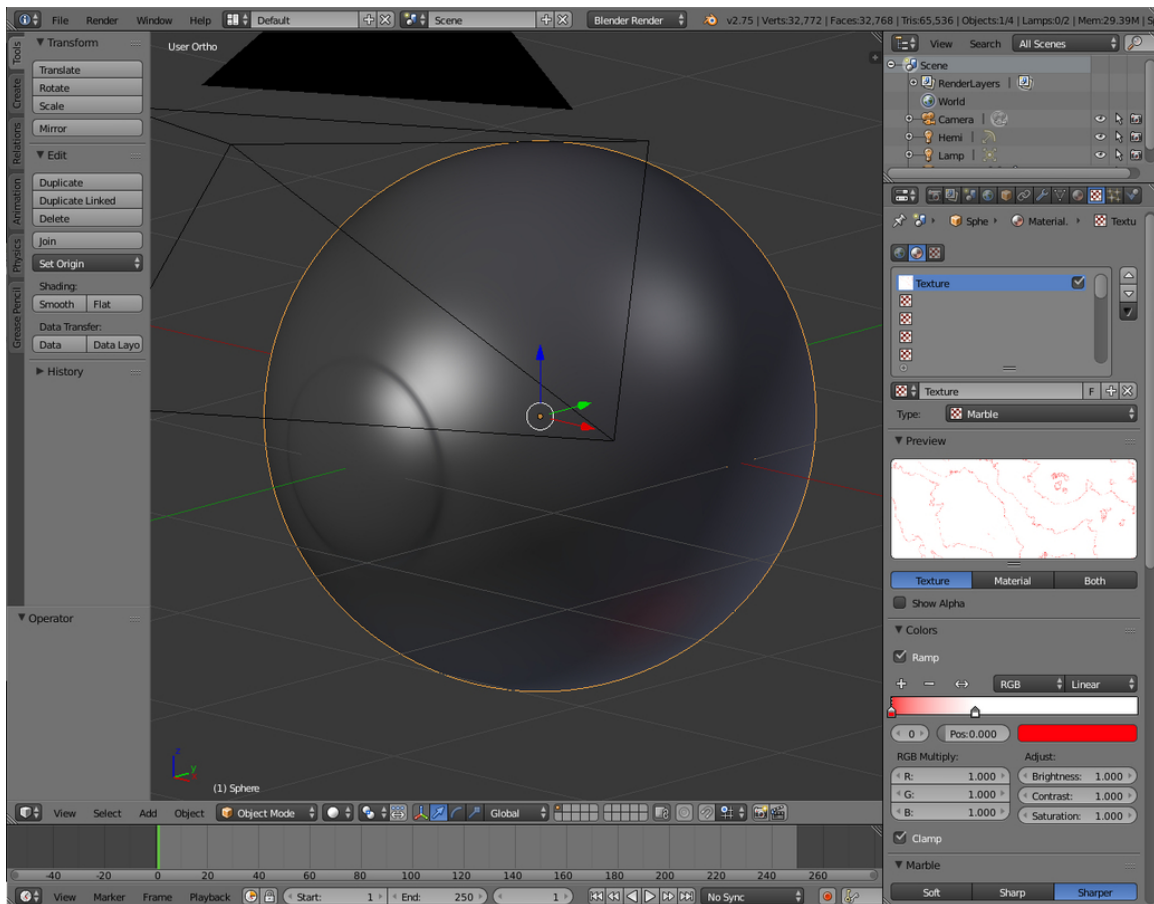 File Render Window Help Default Scene Blender Render v2.75 | Verts:32,772 | Faces:32,768 | Tris:65,536 | Objects:1/4 | Lamps:0/2 | Mem:29.39M | S
Tools
Create
Relations
Animation
Physics
Grease Pencil
Transform
Translate
Rotate
Scale
Mirror
Edit
Duplicate
Duplicate Linked
Delete
Join
Set Origin
Shading:
Smooth Flat
Data Transfer:
Data Data Layo
History
Operator
User Ortho
z
y
(1) Sphere
View Select Add Object Object Mode Global
-40 -20 0 20 40 60 80 100 120 140 160 180 200 220 240 260 280
View Marker Frame Playback Start: 1 End: 250 1 No Sync
View Search All Scenes
Scene
RenderLayers |
World
Camera |
Hemi |
Lamp |
Sphe Material. Textu
Texture
Texture F
Type: Marble
Preview
Texture Material Both
Show Alpha
Colors
Ramp
RGB Linear
0 Pos:0.000
RGB Multiply: Adjust:
R: 1.000 Brightness: 1.000
G: 1.000 Contrast: 1.000
B: 1.000 Saturation: 1.000
Clamp
Marble
Soft Sharp Sharper